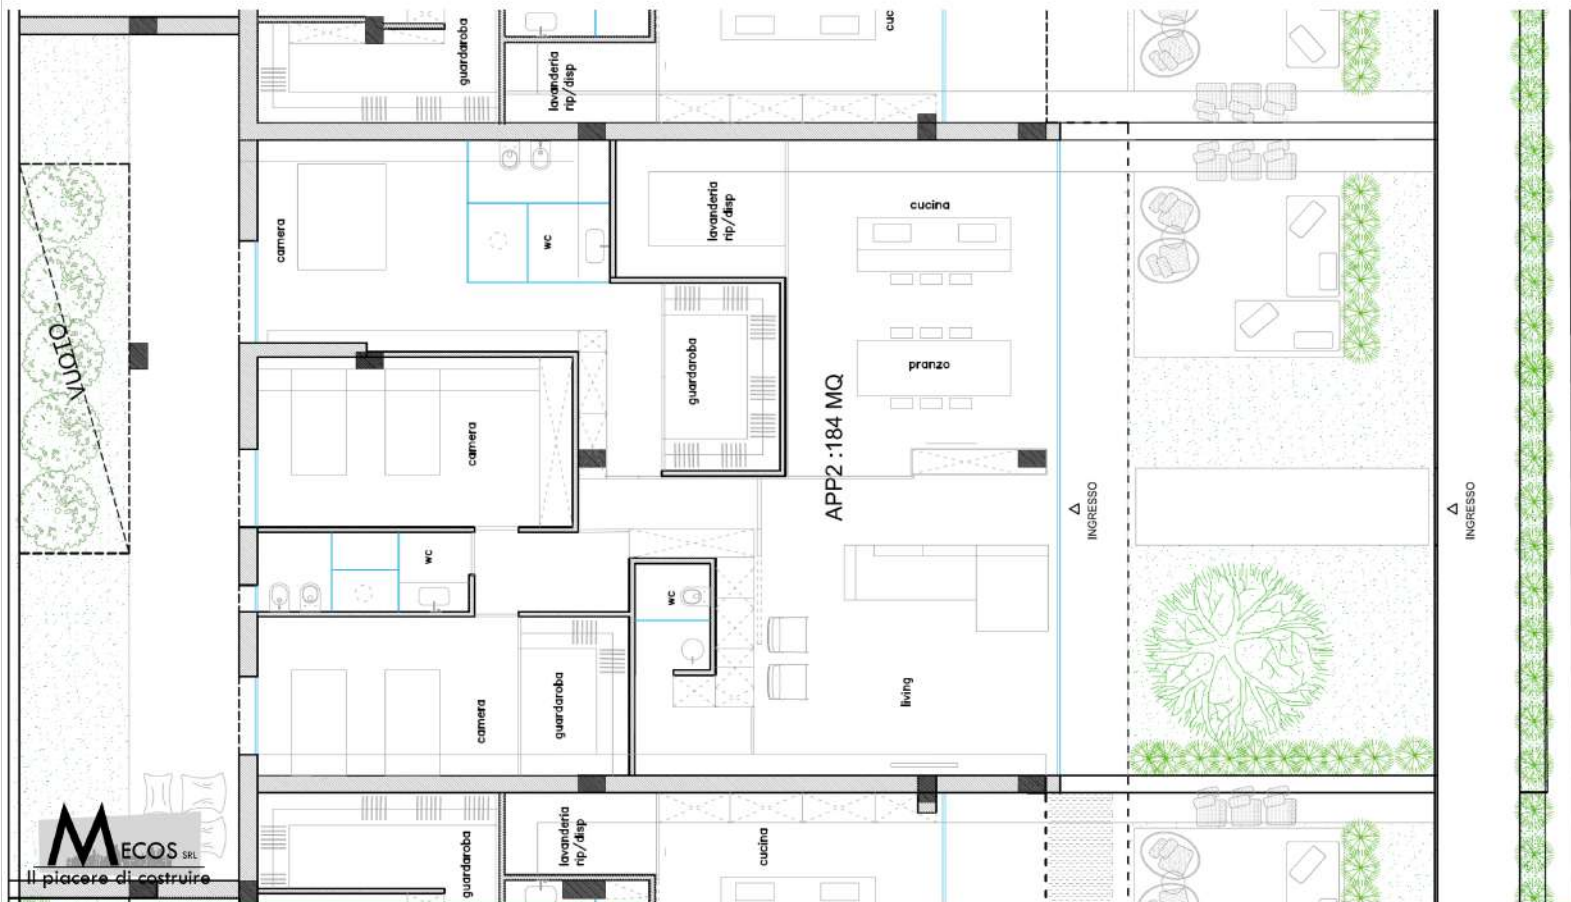 guardaroba
lavanderia
rip/disp
cuc
camera
wc
lavanderia
rip/disp
cucina
guardaroba
pranzo
camera
APP2 :184 MQ
VUOTO
wc
wc
INGRESSO
INGRESSO
camera
guardaroba
living
guardaroba
lavanderia
rip/disp
cucina
MECOS SRL
Il piacere di costruire